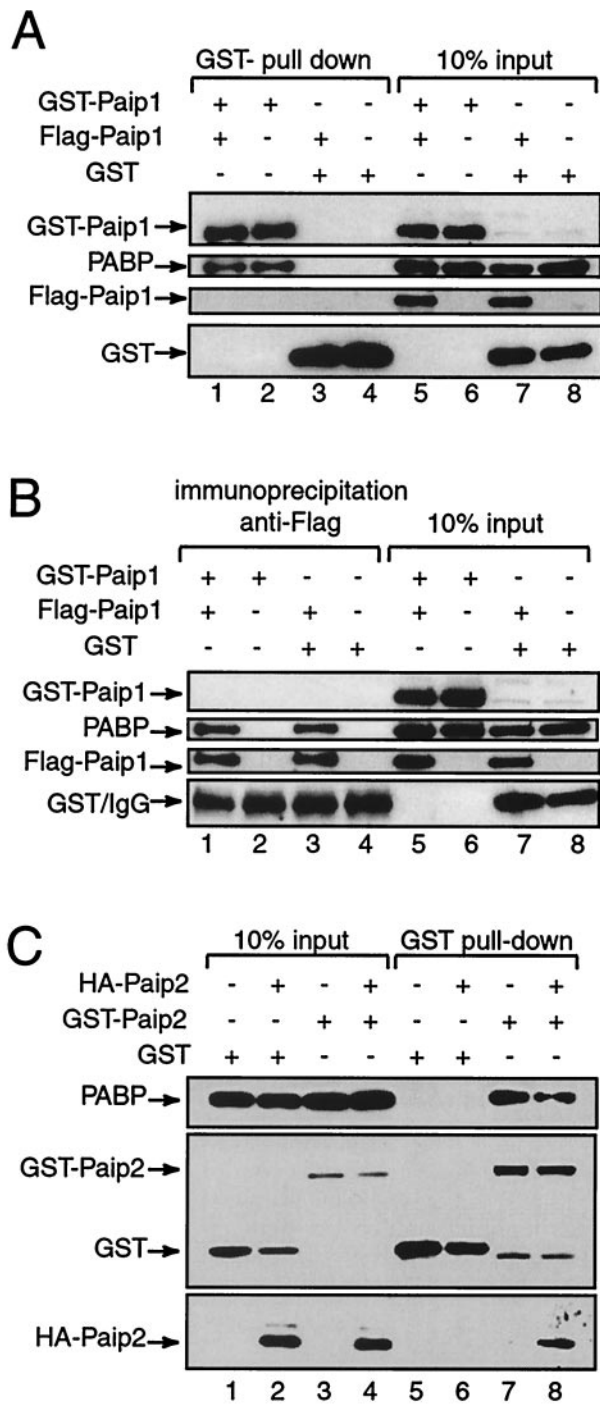 A
GST- pull down 10% input
GST-Paip1 + + - - + + - -
Flag-Paip1 + - + - + - + -
GST - - + + - - + +
GST-Paip1
PABP
Flag-Paip1
GST
1 2 3 4 5 6 7 8
B
immunoprecipitation
anti-Flag 10% input
GST-Paip1 + + - - + + - -
Flag-Paip1 + - + - + - + -
GST - - + + - - + +
GST-Paip1
PABP
Flag-Paip1
GST/IgG
1 2 3 4 5 6 7 8
C
10% input GST pull-down
HA-Paip2 - + - + - + - +
GST-Paip2 - - + + - - + +
GST + + - - + + - -
PABP
GST-Paip2
GST
HA-Paip2
1 2 3 4 5 6 7 8